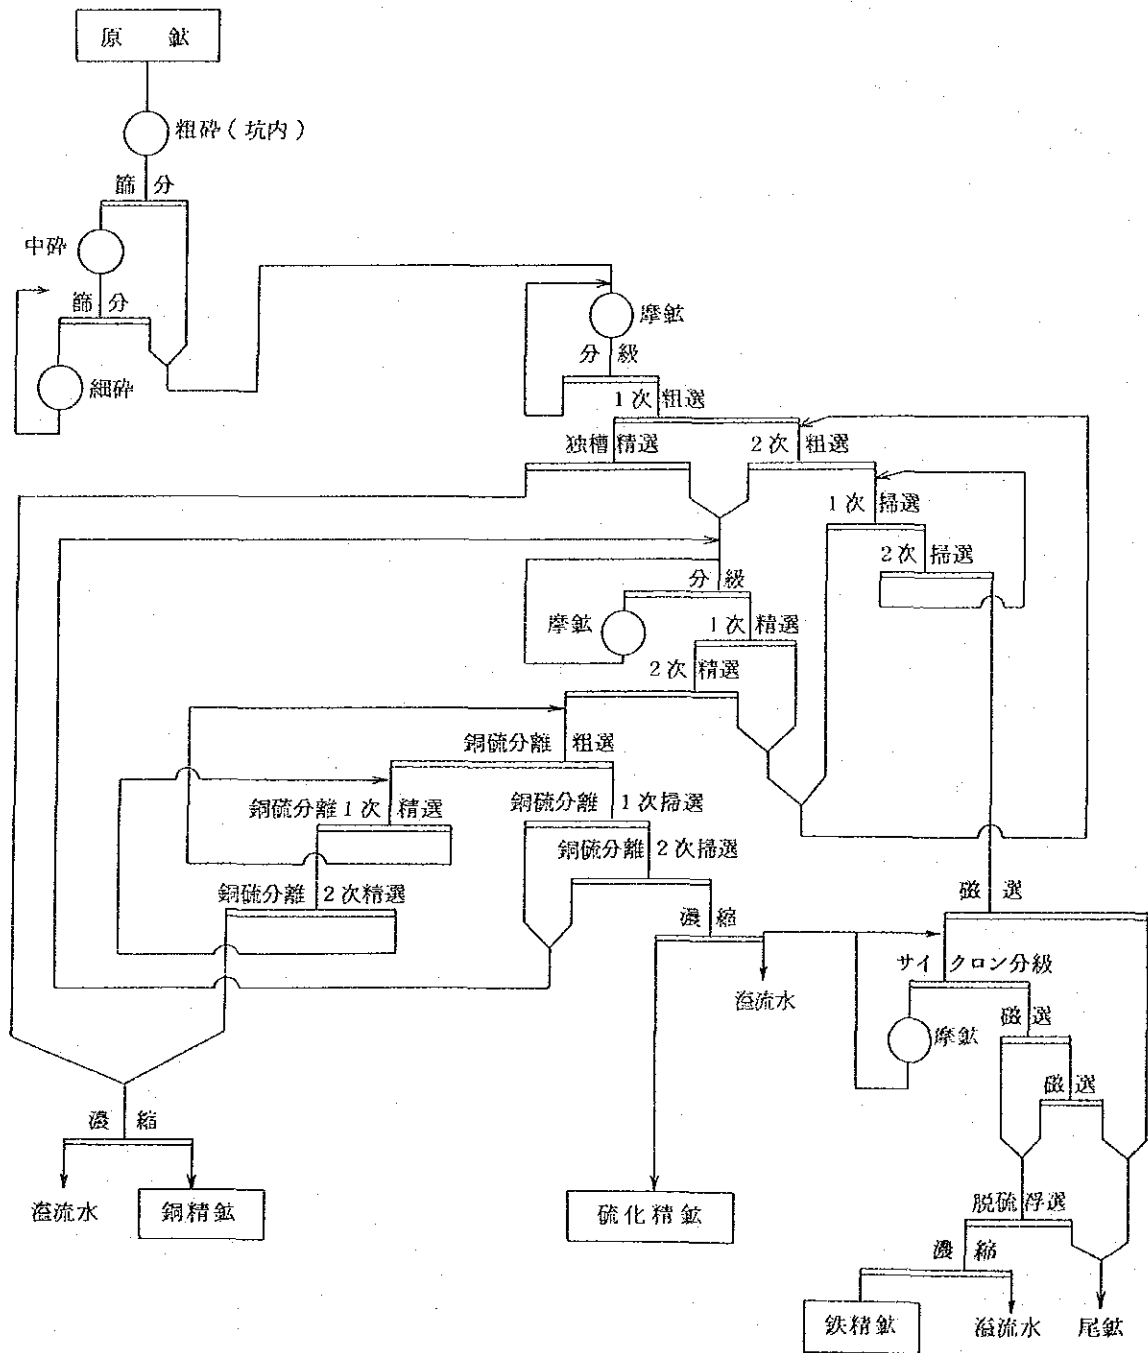 原 鉱
粗砕(坑内)
篩 分
中砕
篩 分
細砕
摩鉱
分 級
1次 粗選
独槽 精選
2次 粗選
1次 掃選
2次 掃選
分 級
摩鉱
1次 精選
2次 精選
銅硫分離 粗選
銅硫分離 1次 精選
銅硫分離 1次掃選
銅硫分離 2次掃選
銅硫分離 2次精選
濃 縮
磁 選
サイクロン分級
溢流水
摩鉱
磁 選
磁 選
濃 縮
溢流水
銅精鉱
硫化精鉱
脱硫浮選
濃 縮
鉄精鉱
溢流水
尾鉱